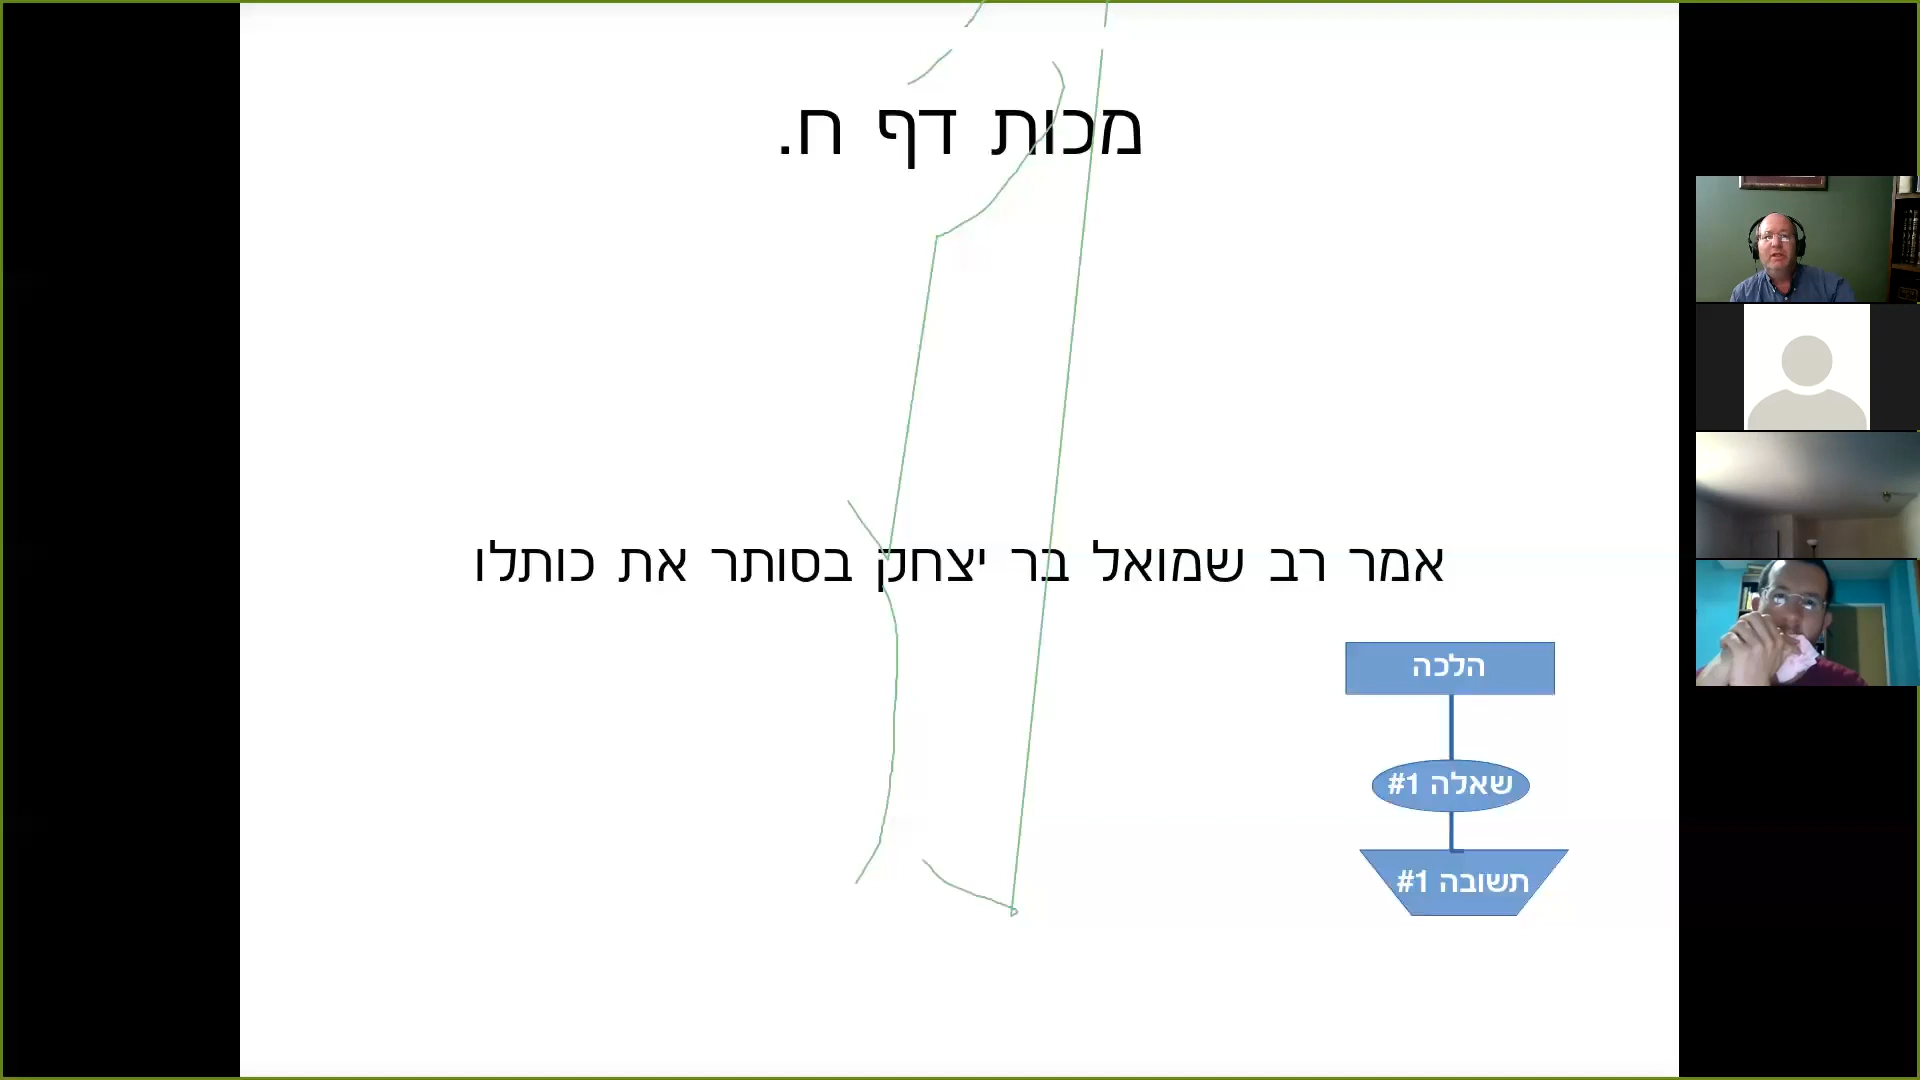 מכות דף ח.
אמר רב שמואל בר יצחק בסותר את כותלו
הלכה
שאלה #1
תשובה #1